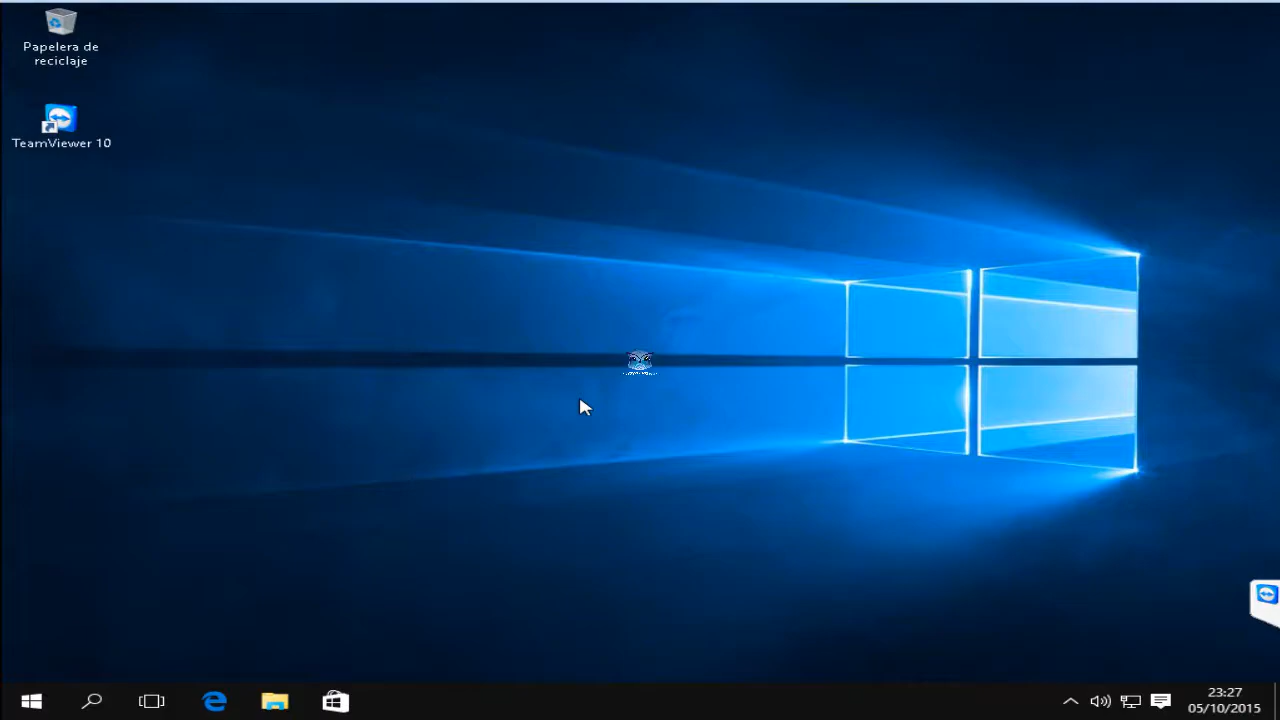 Papelera de
reciclaje
TeamViewer 10
23:27
05/10/2015